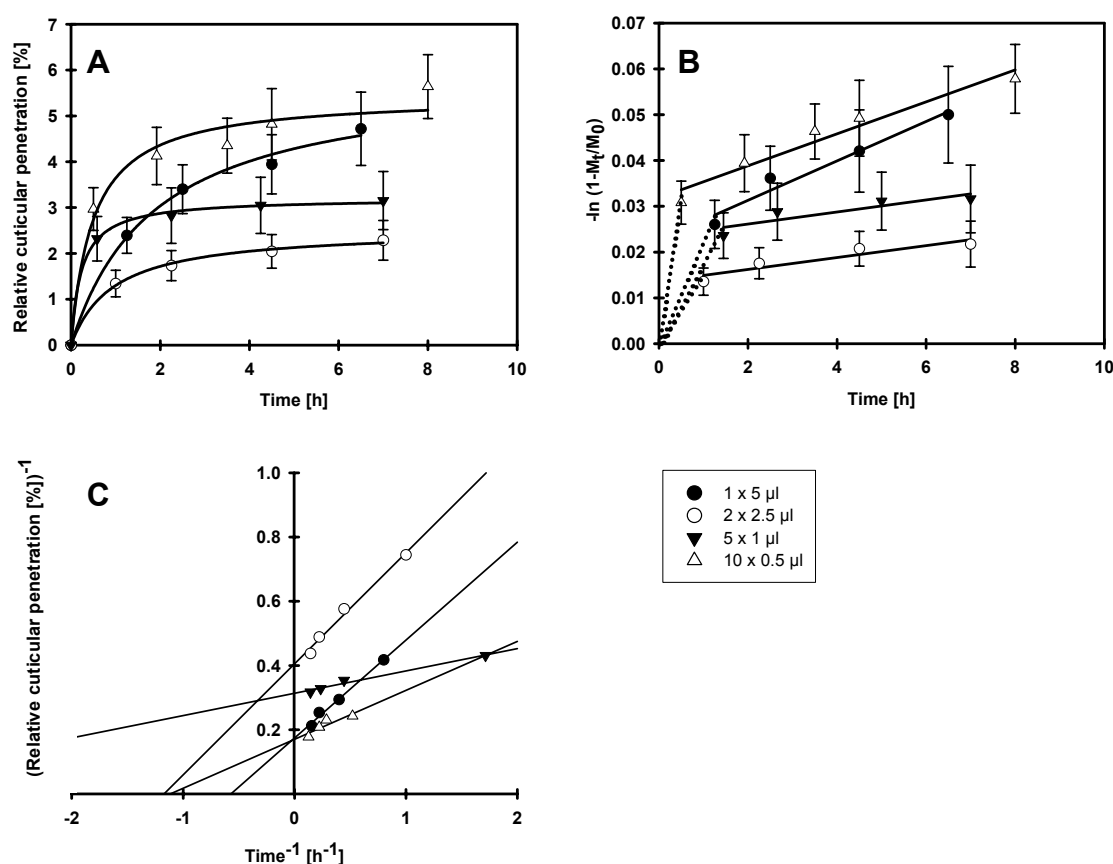 A
Relative cuticular penetration [%]
7
6
5
4
3
2
1
0
0 2 4 6 8 10
Time [h]
B
-ln (1-Mt/M0)
0.07
0.06
0.05
0.04
0.03
0.02
0.01
0.00
0 2 4 6 8 10
Time [h]
C
(Relative cuticular penetration [%])-1
1.0
0.8
0.6
0.4
0.2
-2 -1 0 1 2
Time-1 [h-1]
1 x 5 µl
2 x 2.5 µl
5 x 1 µl
10 x 0.5 µl